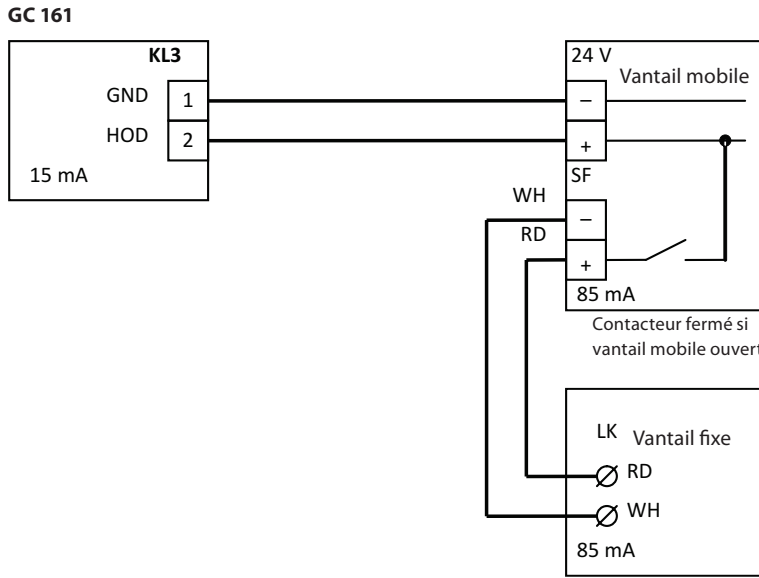 GC 161
KL3
GND 1
HOD 2
15 mA
24 V
Vantail mobile
–
+
SF
WH –
RD +
85 mA
Contacteur fermé si
vantail mobile ouvert
LK Vantail fixe
RD
WH
85 mA